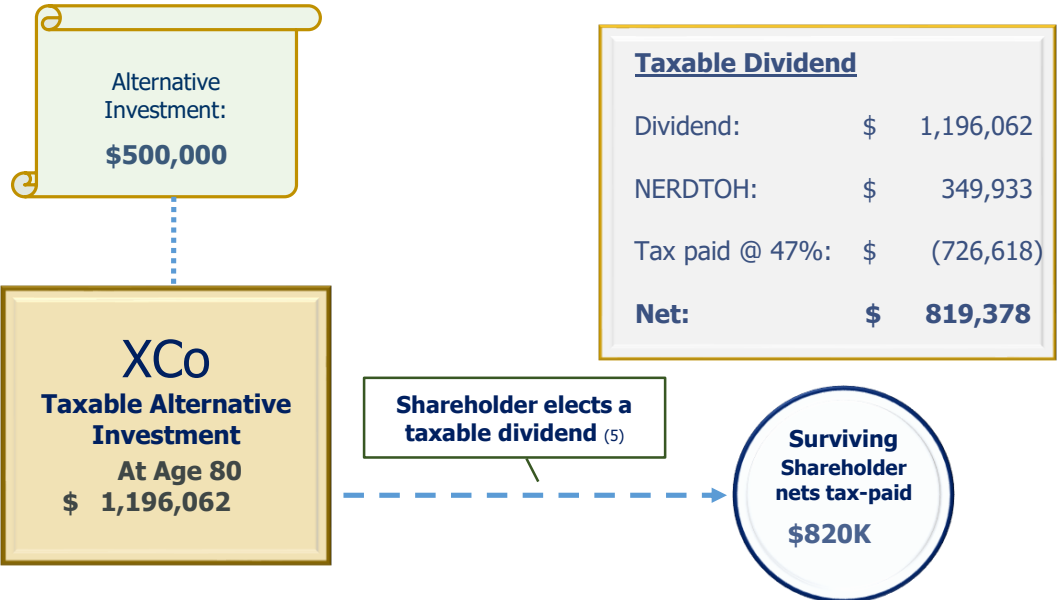 Alternative
Investment:
$500,000
Taxable Dividend
Dividend: $ 1,196,062
NERDTOH: $ 349,933
Tax paid @ 47%: $ (726,618)
Net: $ 819,378
XCo
Taxable Alternative
Investment
At Age 80
$ 1,196,062
Shareholder elects a
taxable dividend (5)
Surviving
Shareholder
nets tax-paid
$820K